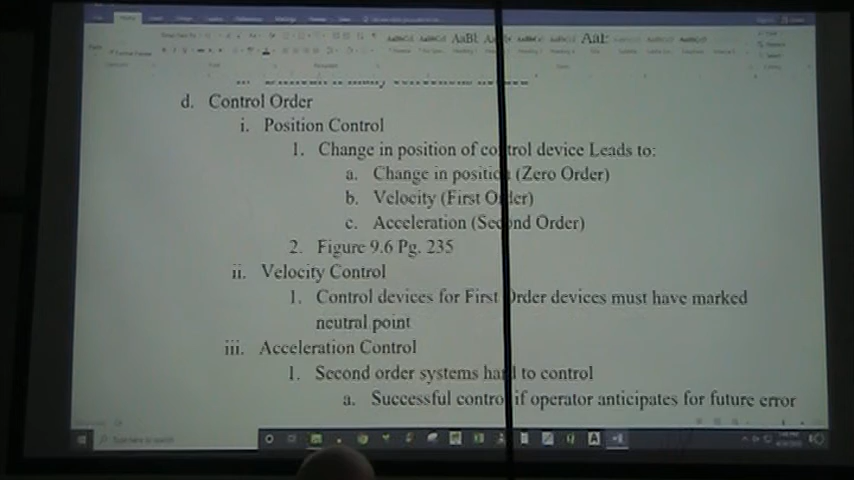 d. Control Order
i. Position Control
1. Change in position of control device Leads to:
a. Change in position (Zero Order)
b. Velocity (First Order)
c. Acceleration (Second Order)
2. Figure 9.6 Pg. 235
ii. Velocity Control
1. Control devices for First Order devices must have marked
neutral point
iii. Acceleration Control
1. Second order systems hard to control
a. Successful control if operator anticipates for future error